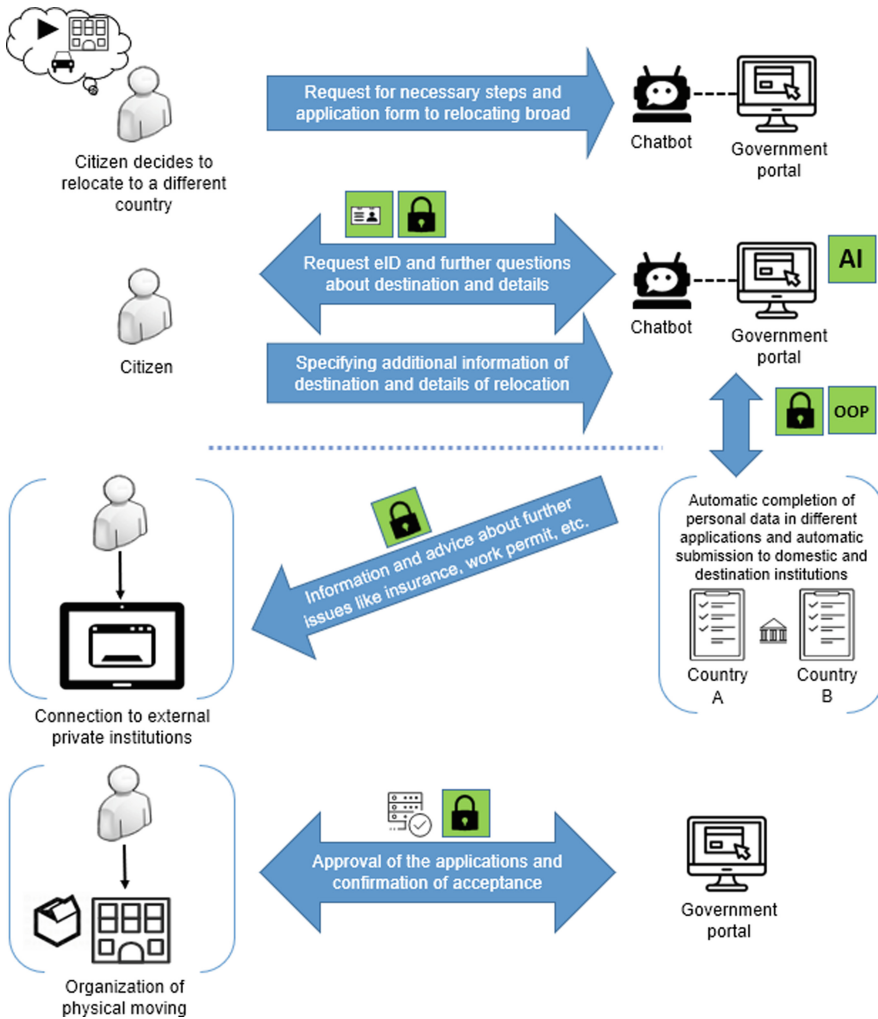 Request for necessary steps and
application form to relocating broad
Chatbot
Government
portal
Citizen decides to
relocate to a different
country
Request eID and further questions
about destination and details
AI
Chatbot
Government
portal
Citizen
Specifying additional information of
destination and details of relocation
OOP
Information and advice about further
issues like insurance, work permit, etc.
Automatic completion of
personal data in different
applications and automatic
submission to domestic and
destination institutions
Country
A
Country
B
Connection to external
private institutions
Approval of the applications and
confirmation of acceptance
Government
portal
Organization of
physical moving